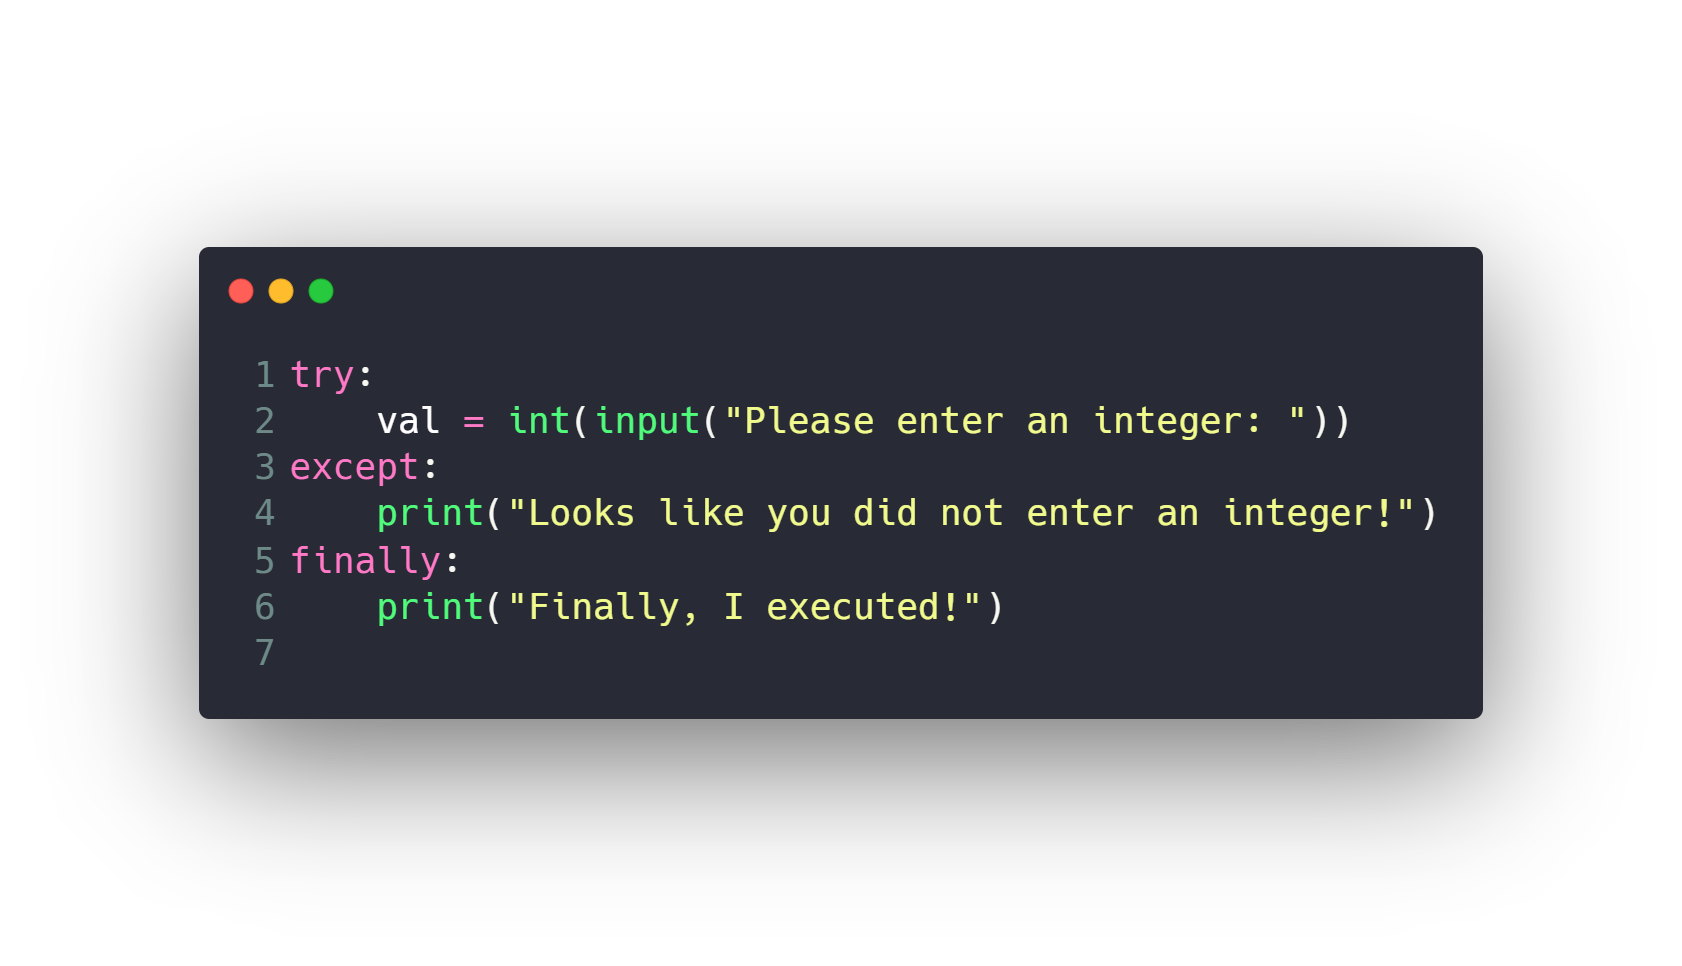 1 try:
2     val = int(input("Please enter an integer: "))
3 except:
4     print("Looks like you did not enter an integer!")
5 finally:
6     print("Finally, I executed!")
7